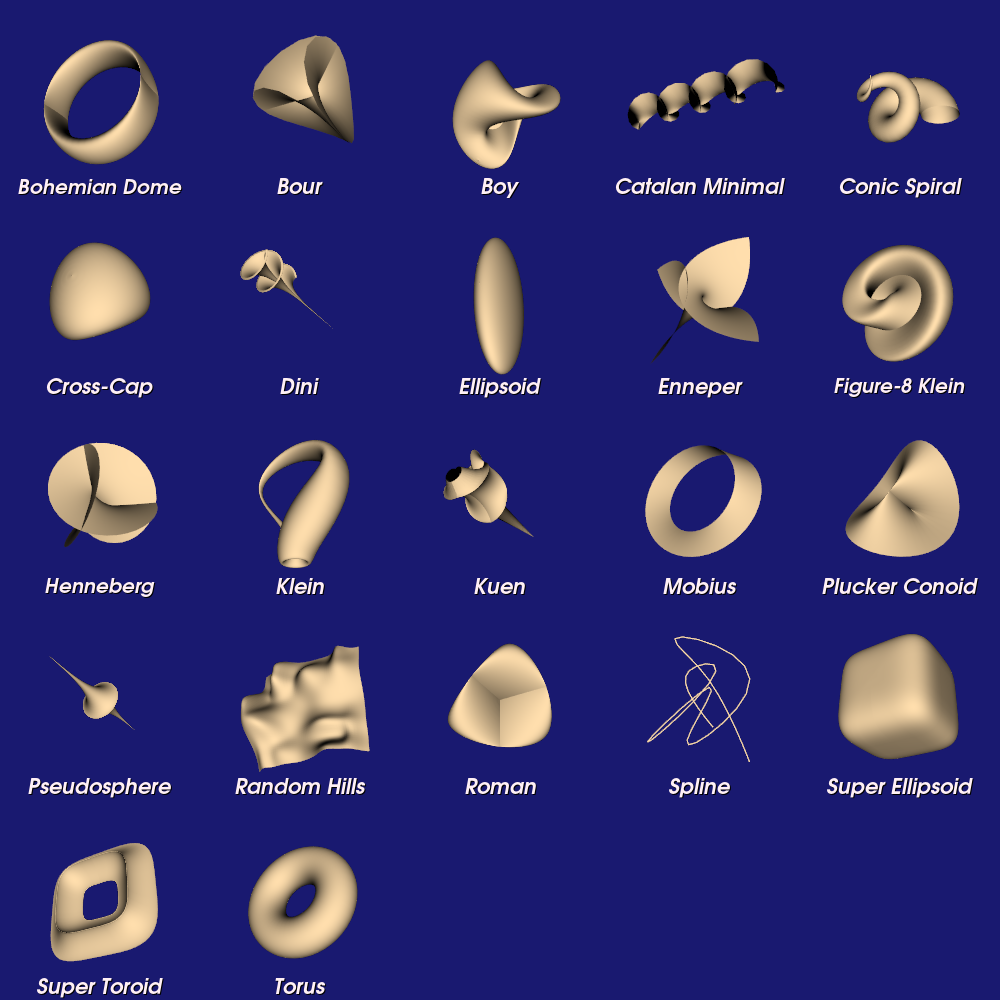 Bohemian Dome
Bour
Boy
Catalan Minimal
Conic Spiral
Cross-Cap
Dini
Ellipsoid
Enneper
Figure-8 Klein
Henneberg
Klein
Kuen
Mobius
Plucker Conoid
Pseudosphere
Random Hills
Roman
Spline
Super Ellipsoid
Super Toroid
Torus